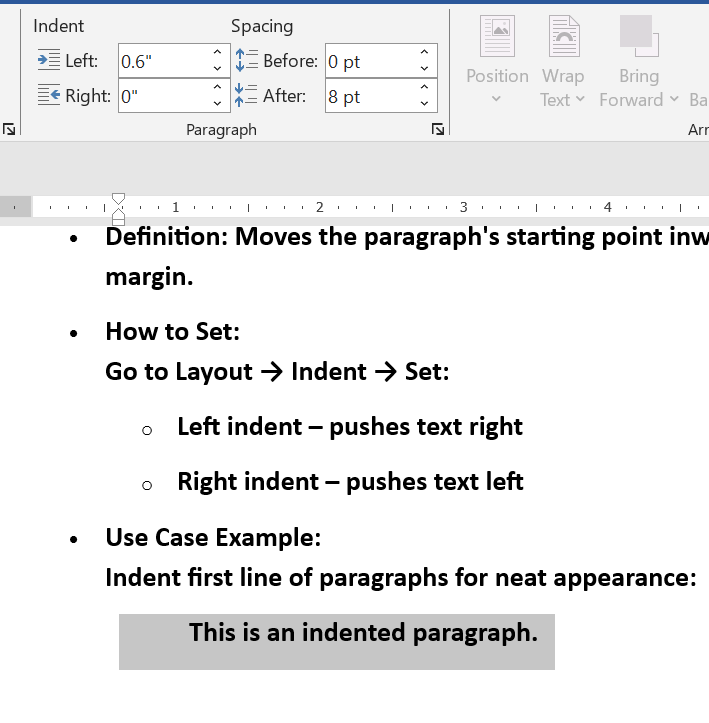 Indent Spacing
Left: 0.6" Before: 0 pt
Right: 0" After: 8 pt
Position Wrap Text Bring Forward Ba
Paragraph Arr
1 2 3 4
• Definition: Moves the paragraph's starting point inw
margin.
• How to Set:
Go to Layout → Indent → Set:
o Left indent – pushes text right
o Right indent – pushes text left
• Use Case Example:
Indent first line of paragraphs for neat appearance:
This is an indented paragraph.